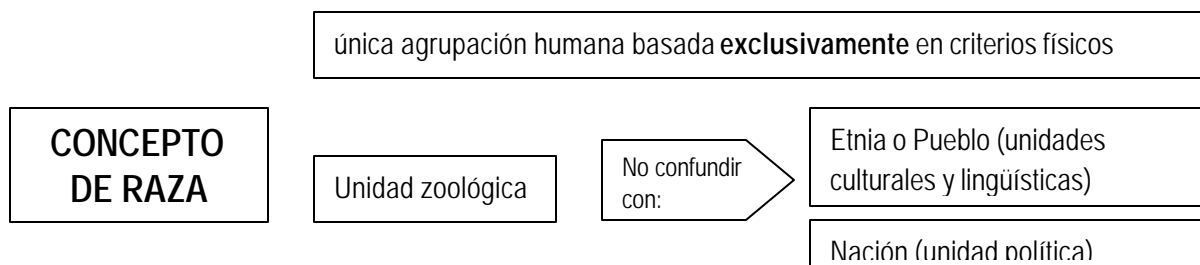 única agrupación humana basada exclusivamente en criterios físicos
CONCEPTO
DE RAZA
Unidad zoológica
No confundir
con:
Etnia o Pueblo (unidades
culturales y lingüísticas)
Nación (unidad política)